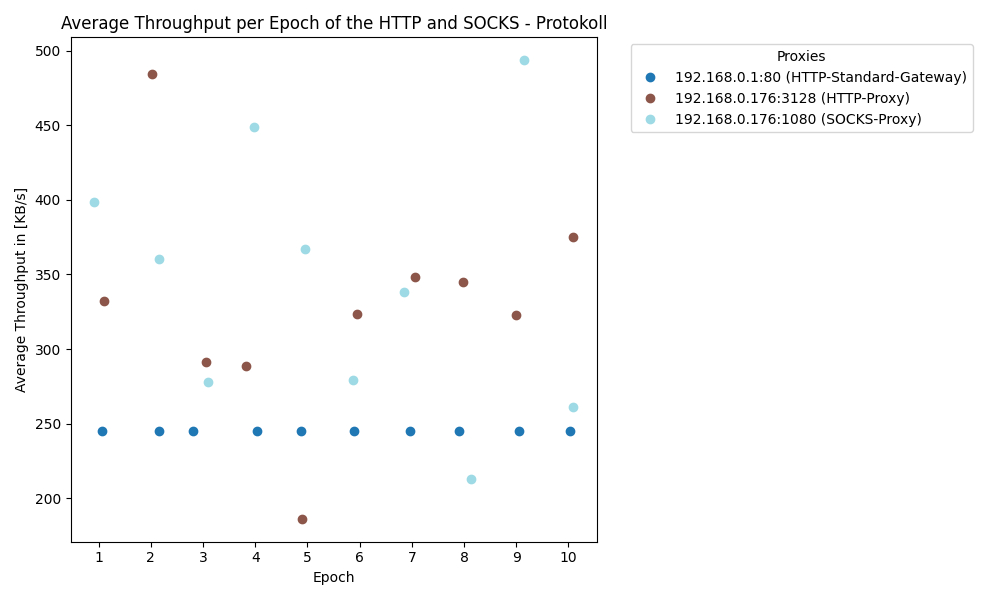 Average Throughput per Epoch of the HTTP and SOCKS - Protokoll
Proxies
192.168.0.1:80 (HTTP-Standard-Gateway)
192.168.0.176:3128 (HTTP-Proxy)
192.168.0.176:1080 (SOCKS-Proxy)
Average Throughput in [KB/s]
500
450
400
350
300
250
200
1 2 3 4 5 6 7 8 9 10
Epoch